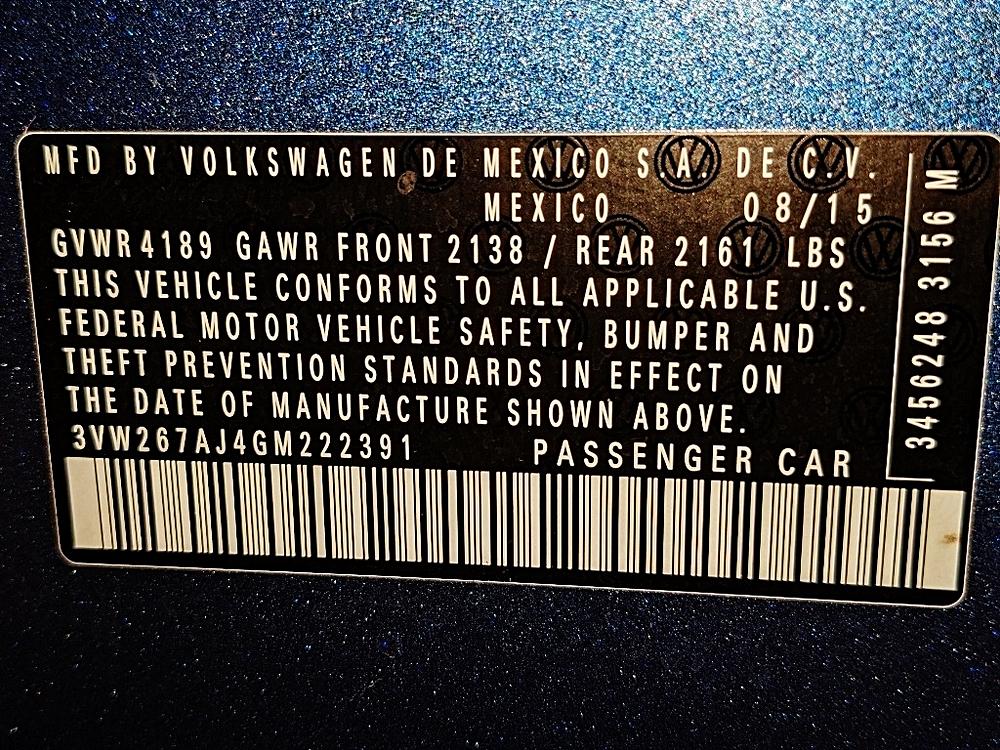 MFD BY VOLKSWAGEN DE MEXICO S.A. DE C.V.
MEXICO 08/15
GVWR 4189 GAWR FRONT 2138 / REAR 2161 LBS
THIS VEHICLE CONFORMS TO ALL APPLICABLE U.S.
FEDERAL MOTOR VEHICLE SAFETY, BUMPER AND
THEFT PREVENTION STANDARDS IN EFFECT ON
THE DATE OF MANUFACTURE SHOWN ABOVE.
3VW267AJ4GM222391 PASSENGER CAR
3456248 3156 M